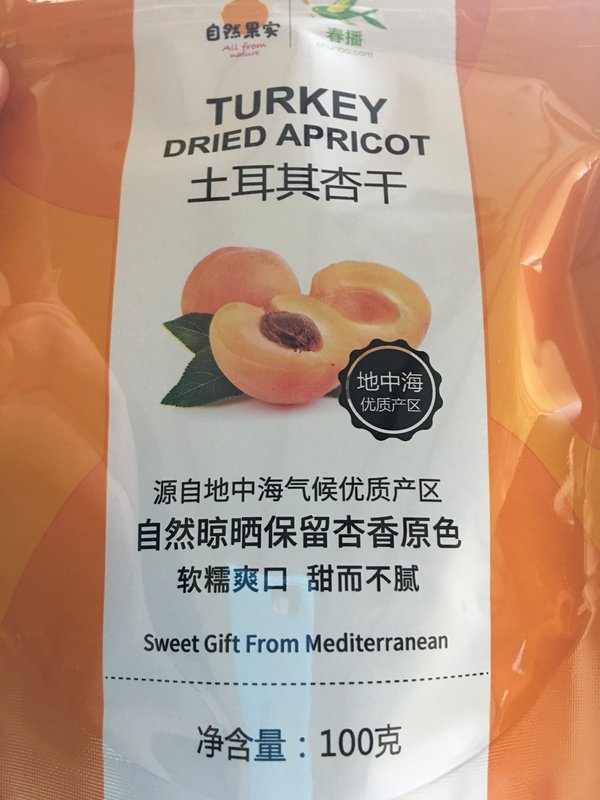 自然果实
All from
nature
春播
chunbo.com
TURKEY
DRIED APRICOT
土耳其杏干
地中海
优质产区
源自地中海气候优质产区
自然晾晒保留杏香原色
软糯爽口 甜而不腻
Sweet Gift From Mediterranean
净含量：100克